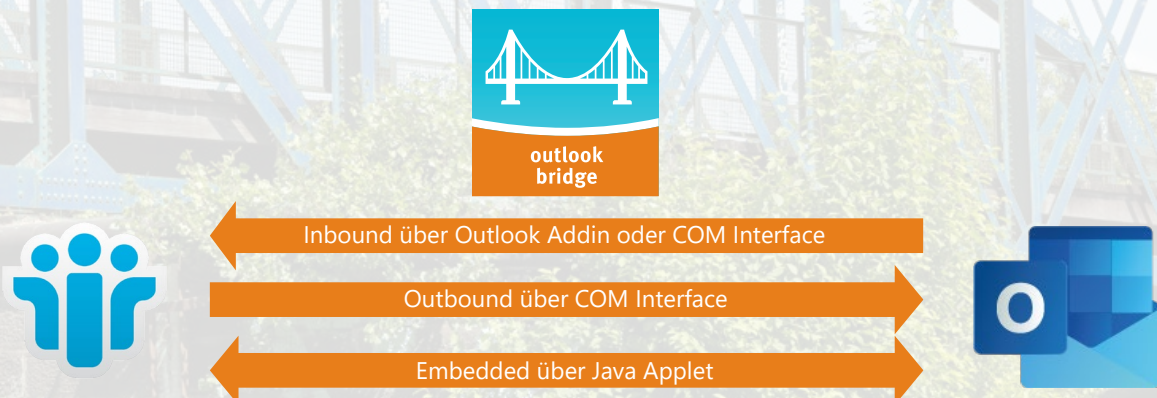 outlook
bridge
Inbound über Outlook Addin oder COM Interface
Outbound über COM Interface
O
Embedded über Java Applet